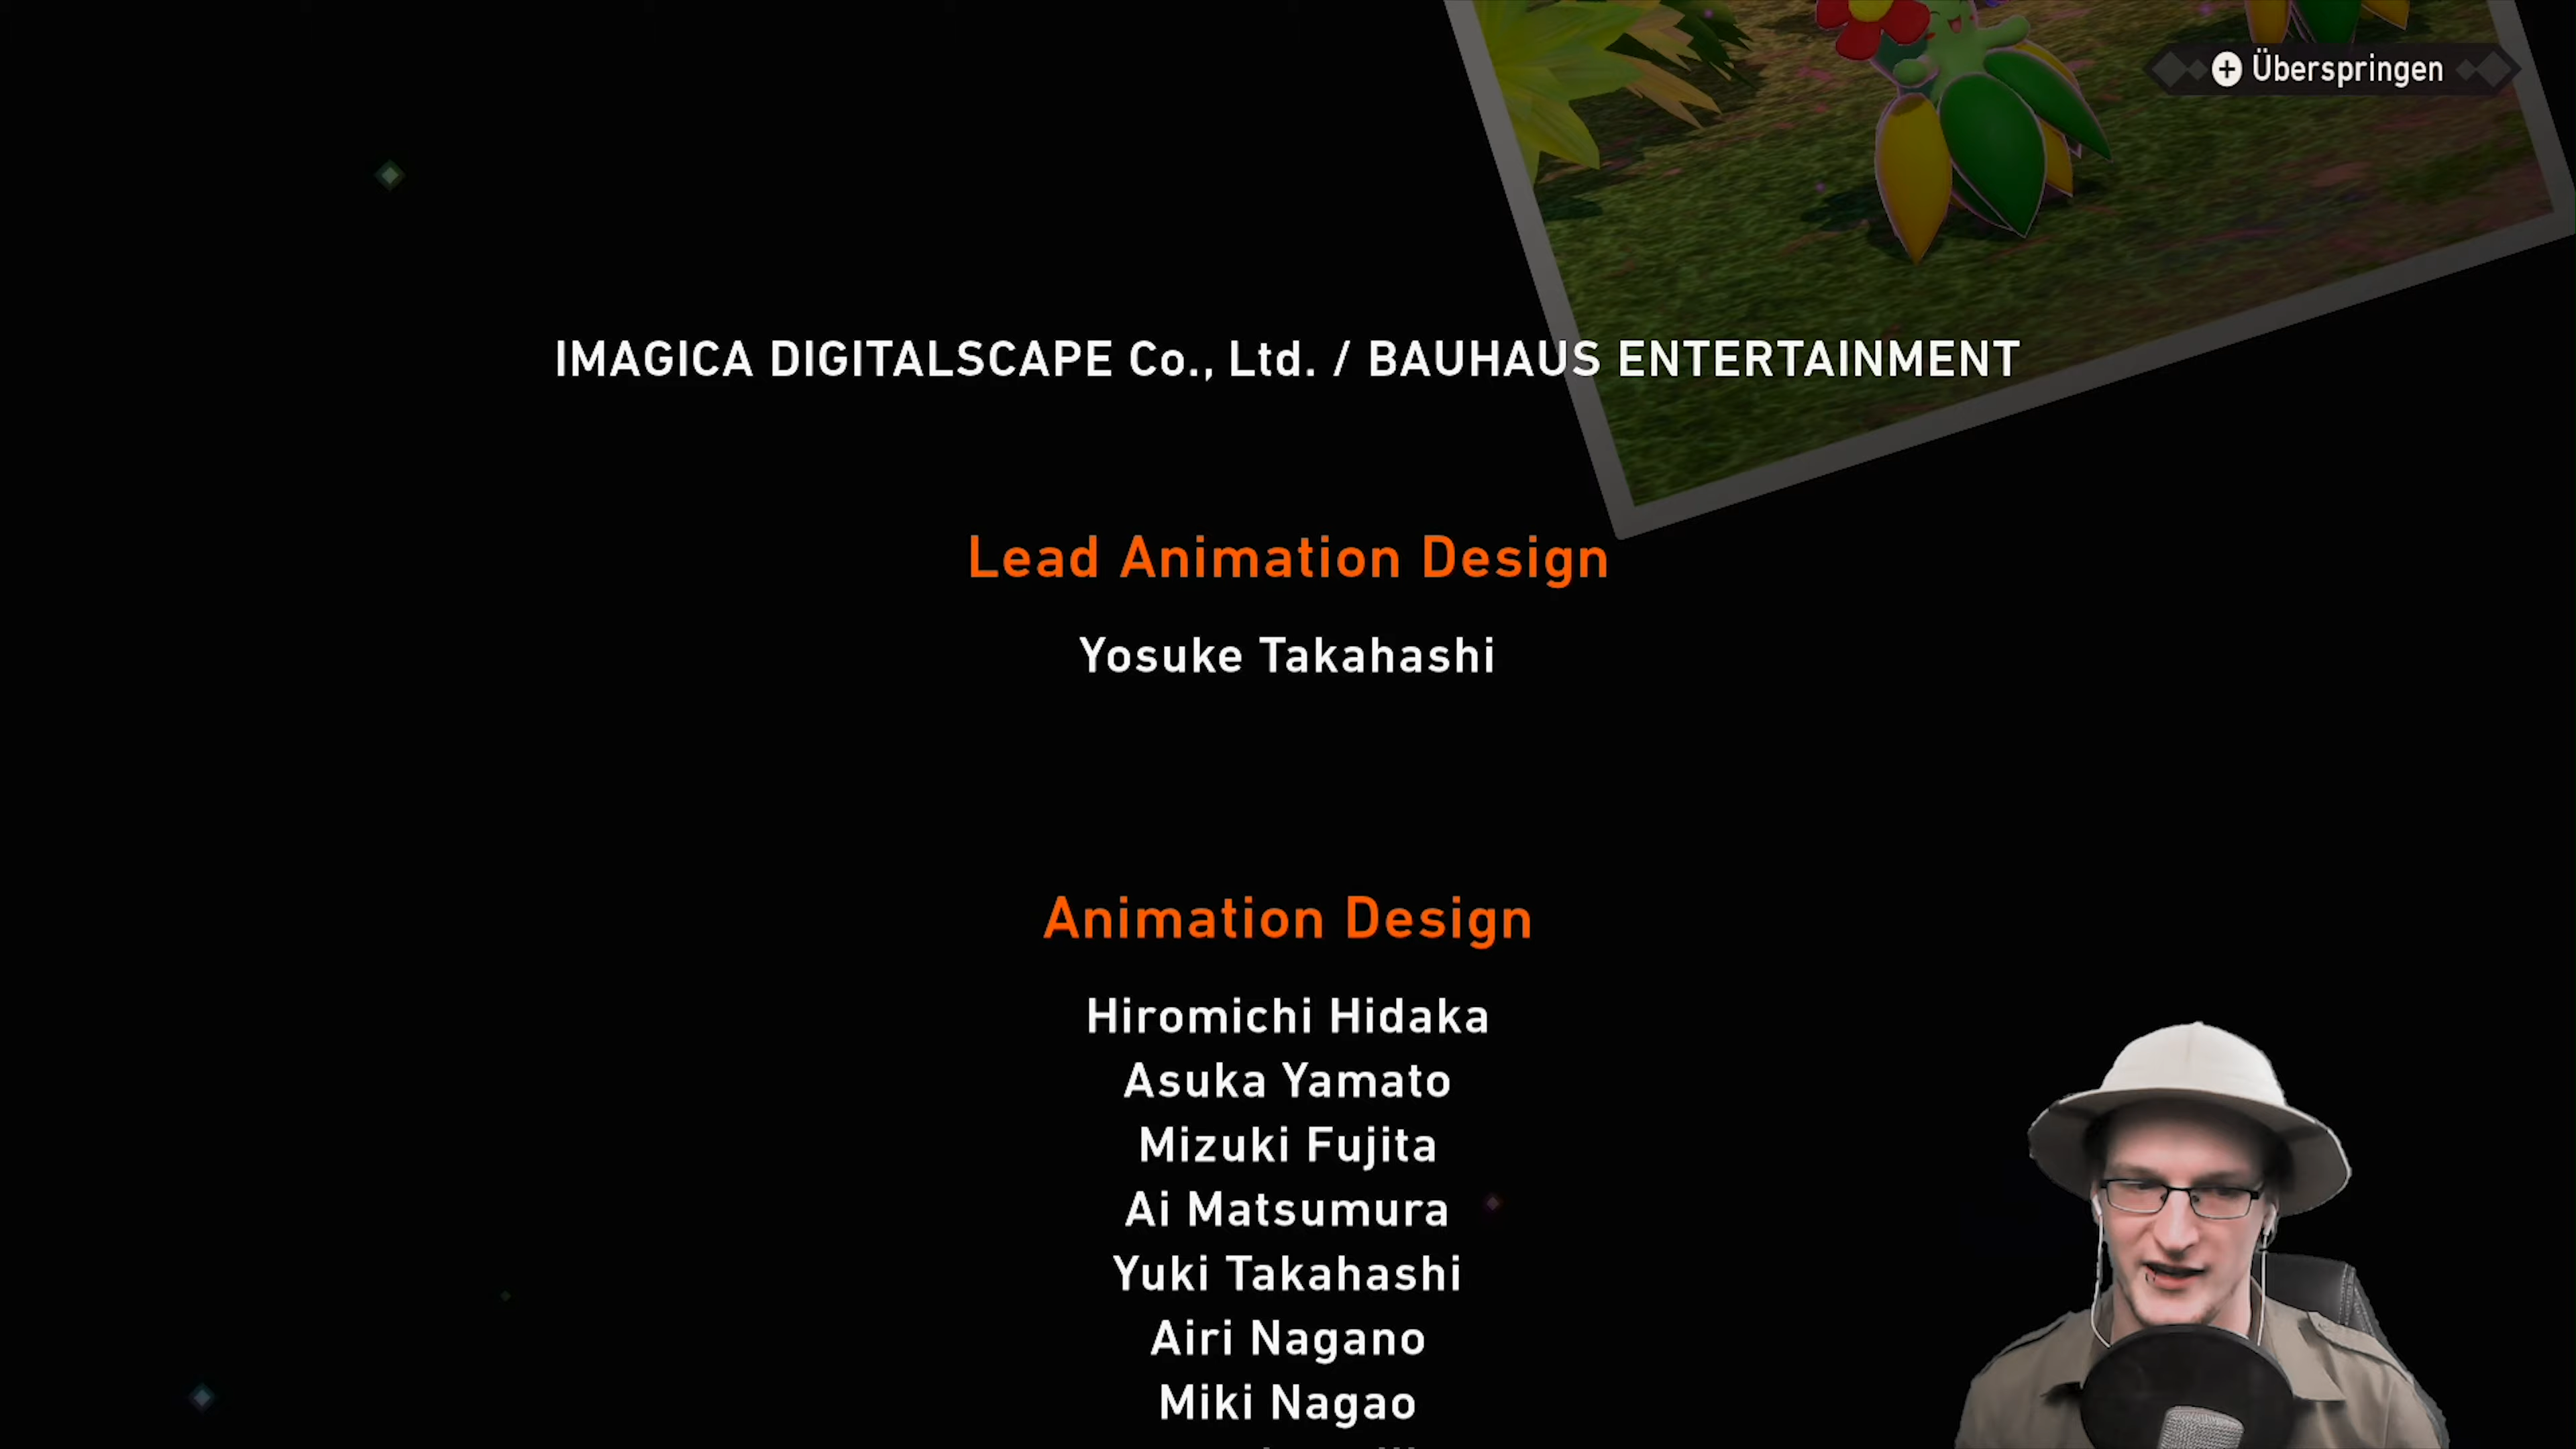 Überspringen
IMAGICA DIGITALSCAPE Co., Ltd. / BAUHAUS ENTERTAINMENT
Lead Animation Design
Yosuke Takahashi
Animation Design
Hiromichi Hidaka
Asuka Yamato
Mizuki Fujita
Ai Matsumura
Yuki Takahashi
Airi Nagano
Miki Nagao